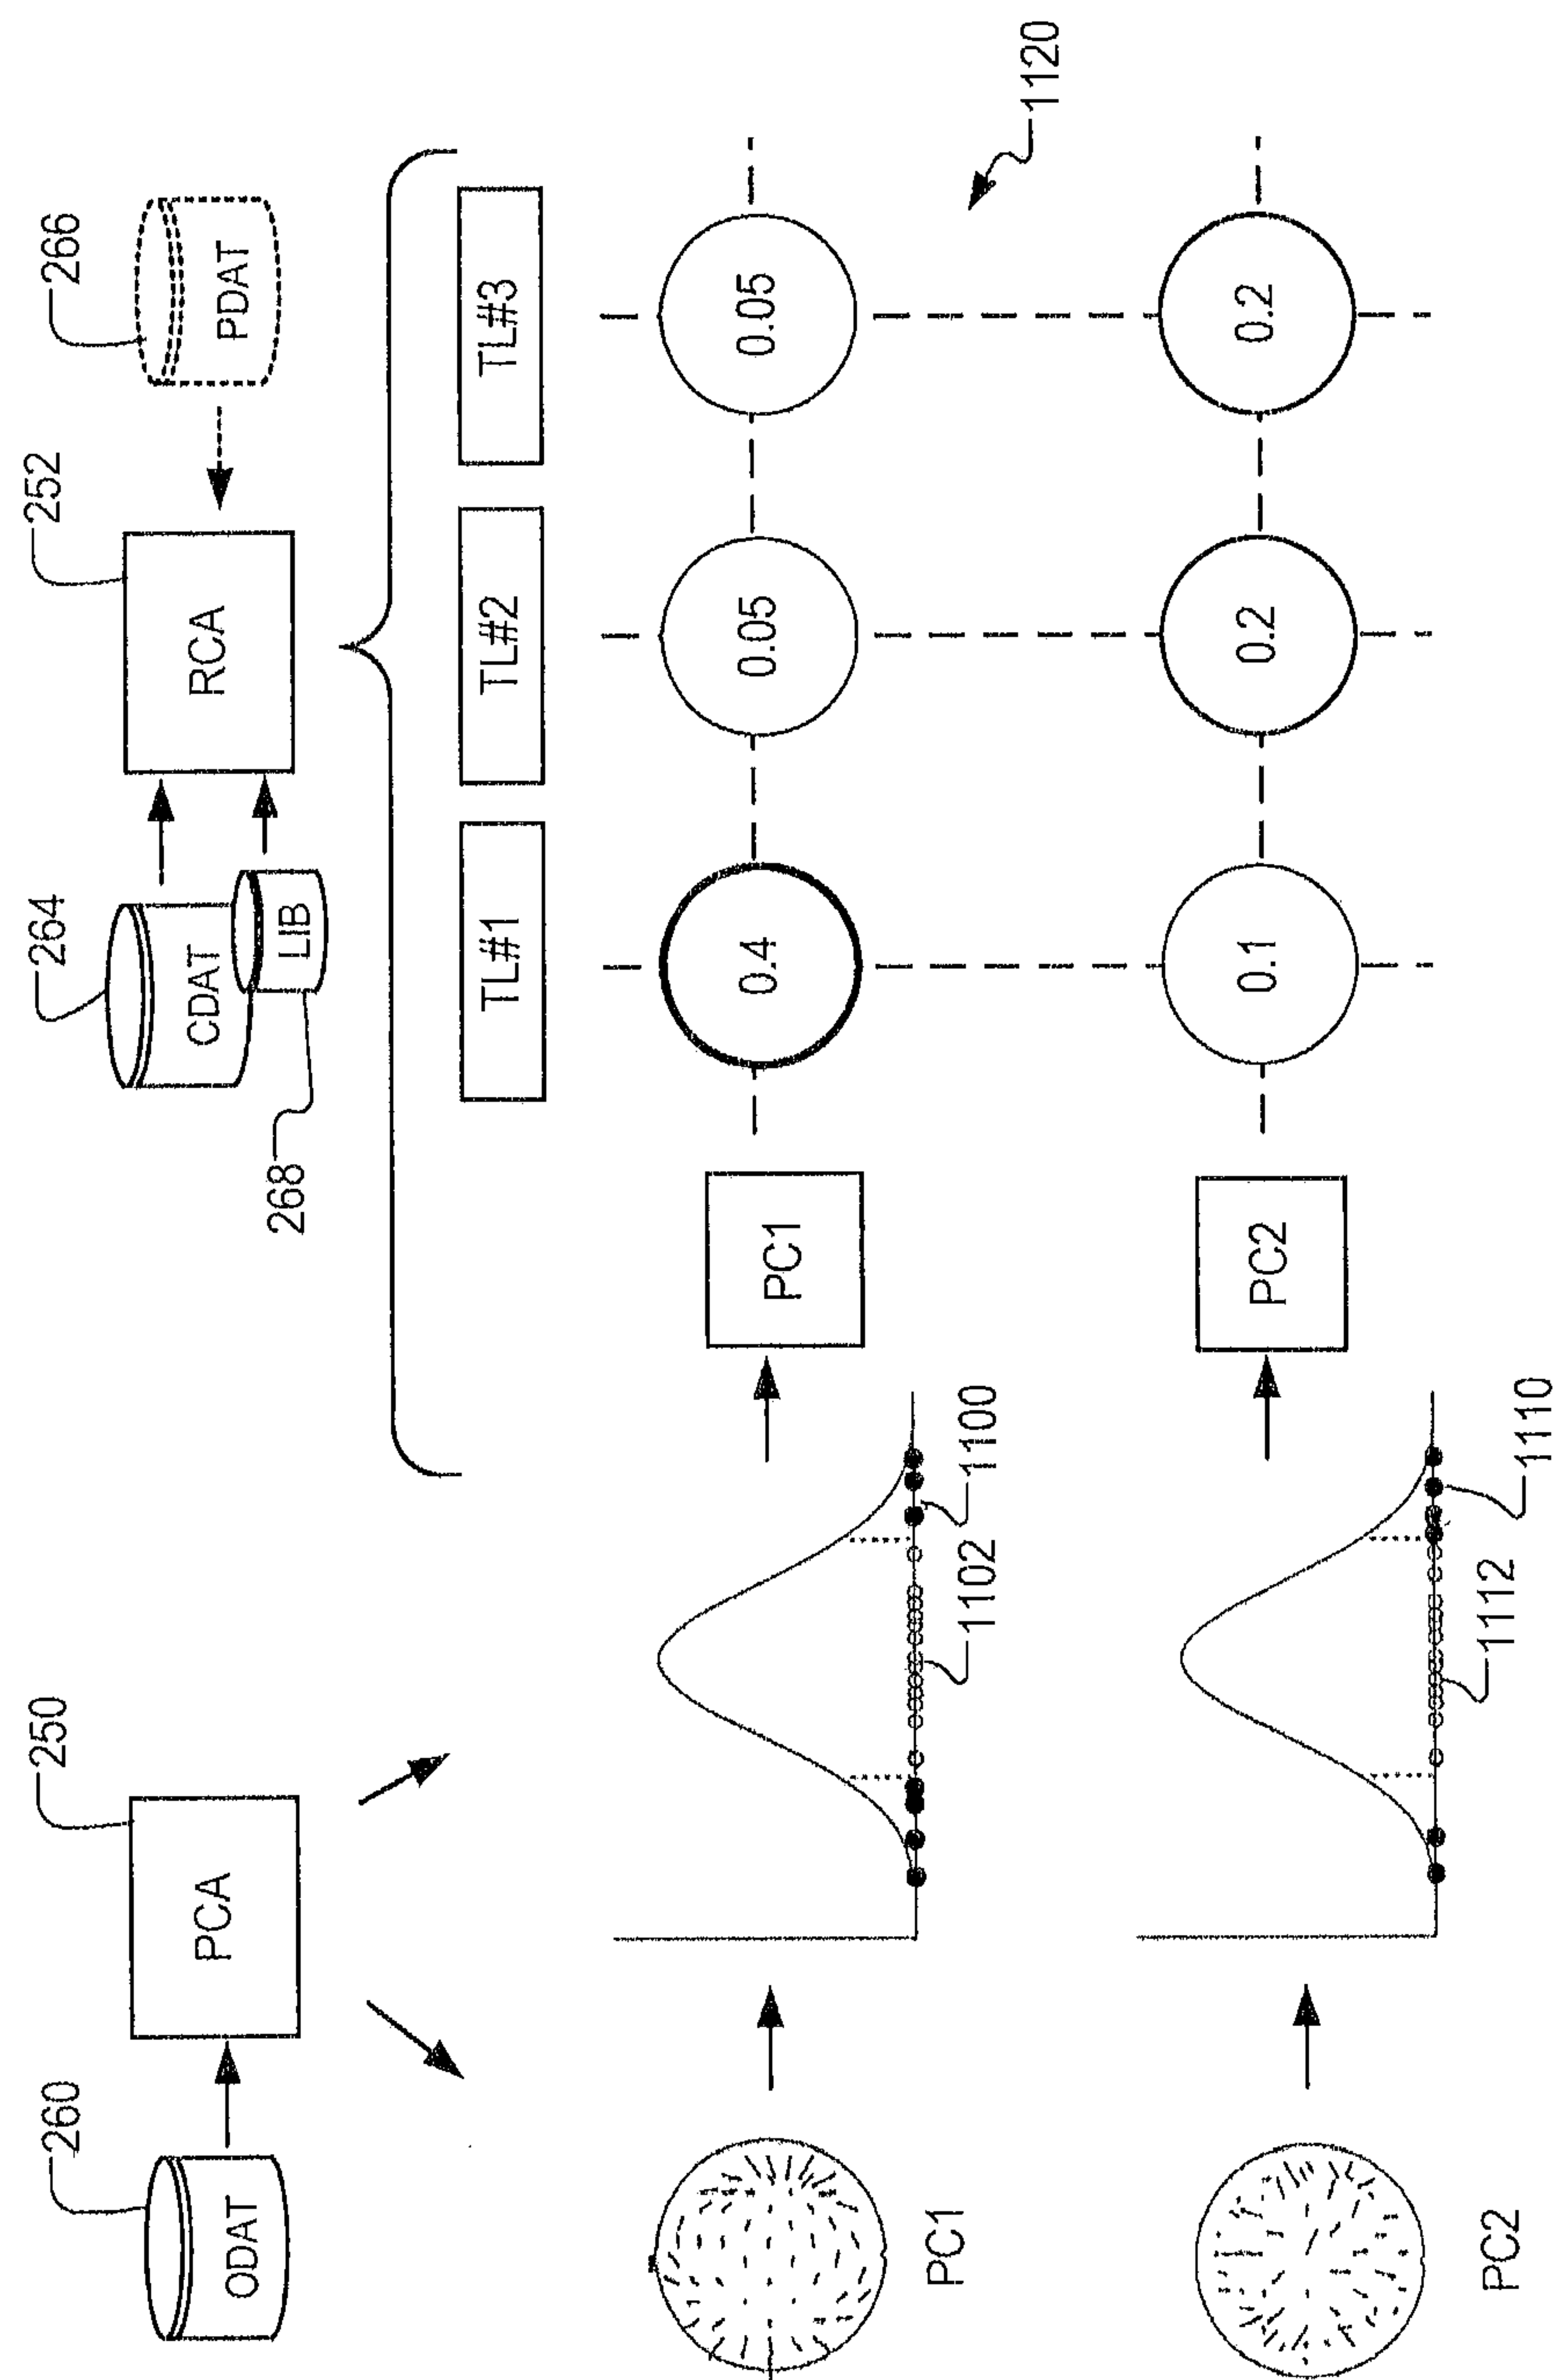 260
250
264
252
266
ODAT
PCA
CDAT
LIB
RCA
PDAT
268
TL#1
TL#2
TL#3
PC1
0.4
0.05
0.05
1102
1100
PC1
1120
PC2
0.1
0.2
0.2
1112
1110
PC2